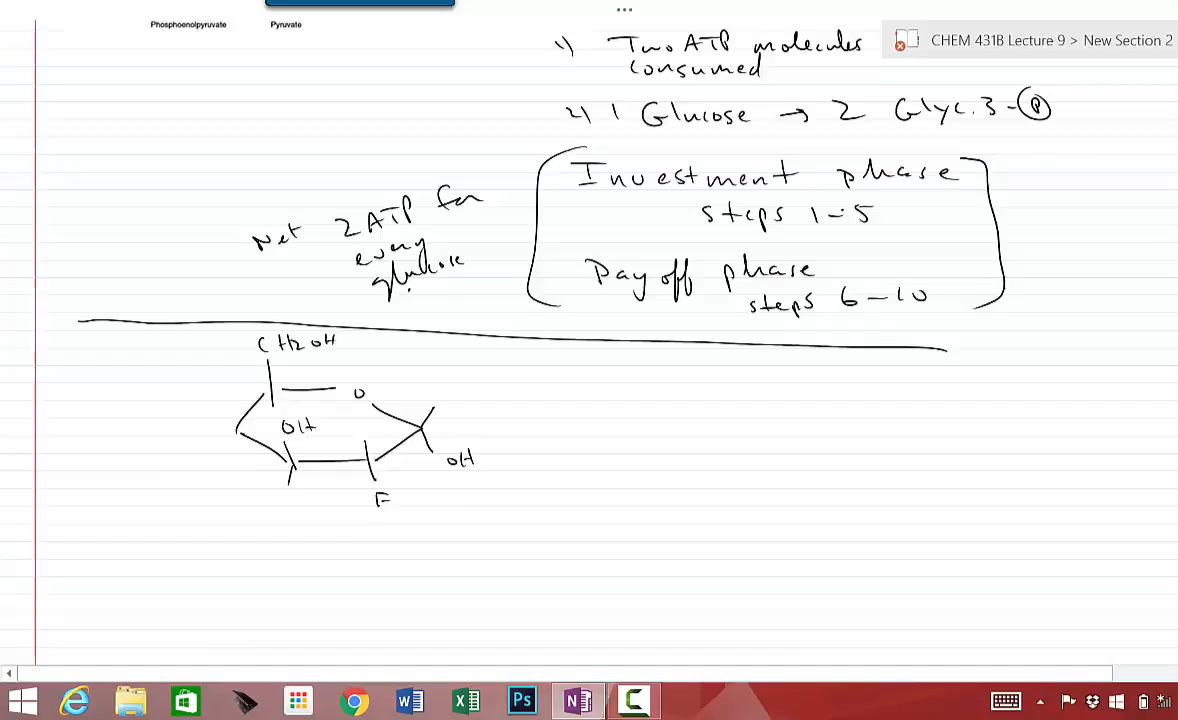 Phosphoenolpyruvate Pyruvate
CHEM 431B Lecture 9 > New Section 2
1) Two ATP molecules
consumed
2) 1 Glucose → 2 Glyc. 3-P
Investment phase
steps 1-5
Pay off phase
steps 6-10
Net 2 ATP for
every
glucose
CH2OH
O
OH
OH
F